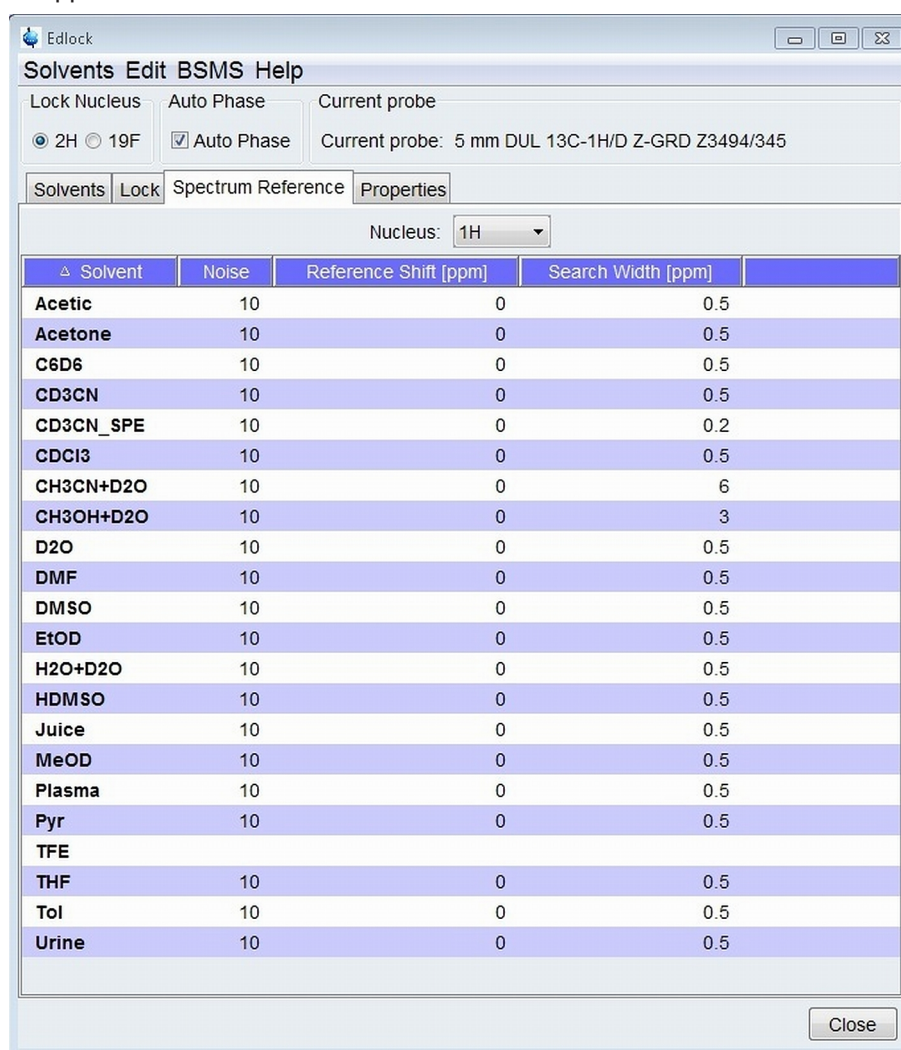 Edlock
Solvents Edit BSMS Help
Lock Nucleus Auto Phase Current probe
2H 19F Auto Phase Current probe: 5 mm DUL 13C-1H/D Z-GRD Z3494/345
Solvents Lock Spectrum Reference Properties
Nucleus: 1H
Solvent Noise Reference Shift [ppm] Search Width [ppm]
Acetic 10 0 0.5
Acetone 10 0 0.5
C6D6 10 0 0.5
CD3CN 10 0 0.5
CD3CN_SPE 10 0 0.2
CDCl3 10 0 0.5
CH3CN+D2O 10 0 6
CH3OH+D2O 10 0 3
D2O 10 0 0.5
DMF 10 0 0.5
DMSO 10 0 0.5
EtOD 10 0 0.5
H2O+D2O 10 0 0.5
HDMSO 10 0 0.5
Juice 10 0 0.5
MeOD 10 0 0.5
Plasma 10 0 0.5
Pyr 10 0 0.5
TFE
THF 10 0 0.5
Tol 10 0 0.5
Urine 10 0 0.5
Close